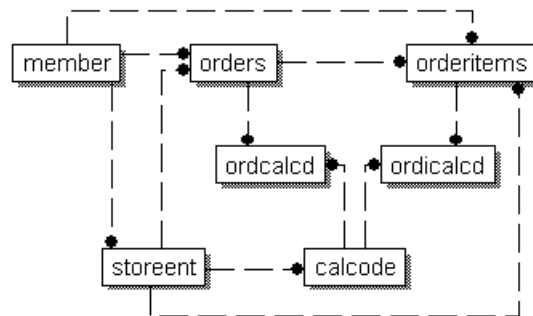 member
orders
orderitems
ordcalcd
ordicalcd
storeent
calcode